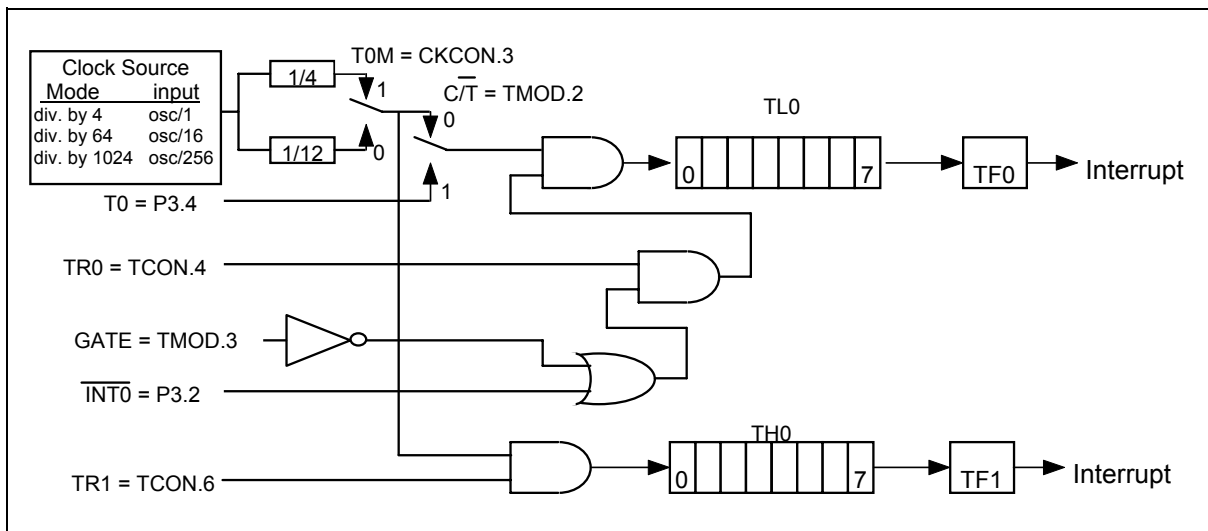 Clock Source
Mode input
div. by 4 osc/1
div. by 64 osc/16
div. by 1024 osc/256
1/4
1/12
T0M = CKCON.3
1
0
C/T̅ = TMOD.2
0
1
T0 = P3.4
TL0
0 7
TF0
Interrupt
TR0 = TCON.4
GATE = TMOD.3
I̅N̅T̅0̅ = P3.2
TH0
0 7
TF1
Interrupt
TR1 = TCON.6